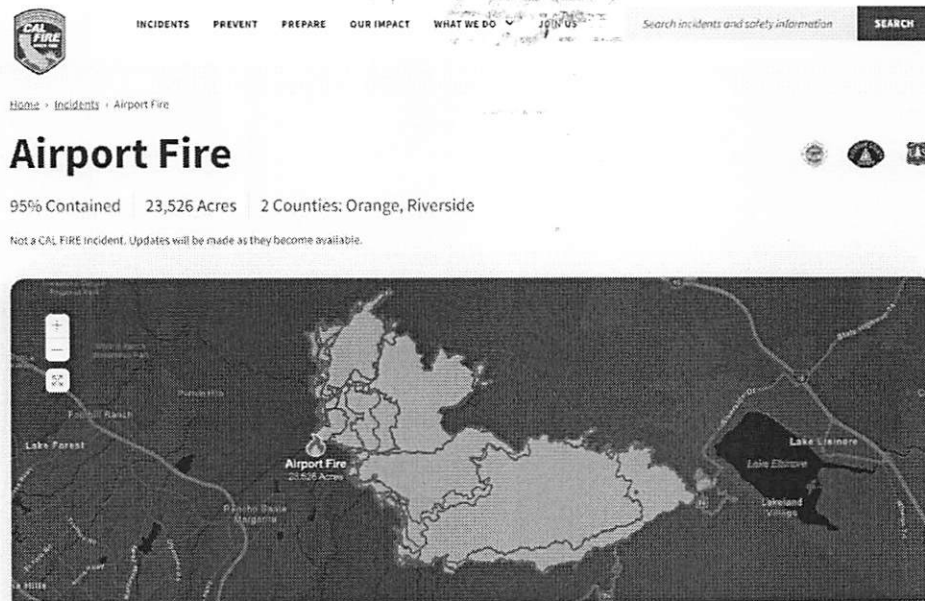 CAL
FIRE
INCIDENTS PREVENT PREPARE OUR IMPACT WHAT WE DO JOIN US
Search incidents and safety information
SEARCH
Home › Incidents › Airport Fire
Airport Fire
95% Contained 23,526 Acres 2 Counties: Orange, Riverside
Not a CAL FIRE Incident. Updates will be made as they become available.
+
−
Foothill Ranch
Lake Forest
Airport Fire
23,526 Acres
Rancho Santa
Margarita
Lake Elsinore
Lake Elsinore
Lakeland
Village
Hills